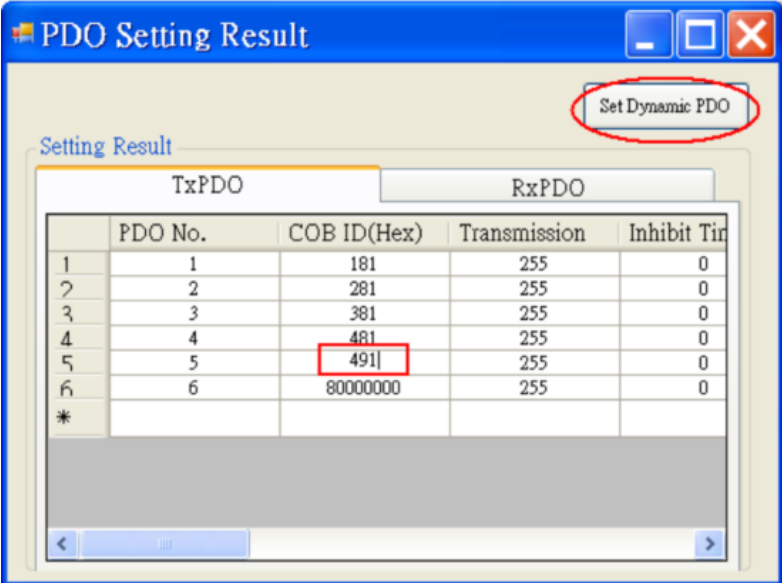 PDO Setting Result
Set Dynamic PDO
Setting Result
TxPDO RxPDO
PDO No. COB ID(Hex) Transmission Inhibit Tim
1 1 181 255 0
2 2 281 255 0
3 3 381 255 0
4 4 481 255 0
5 5 491 255 0
6 6 80000000 255 0
*